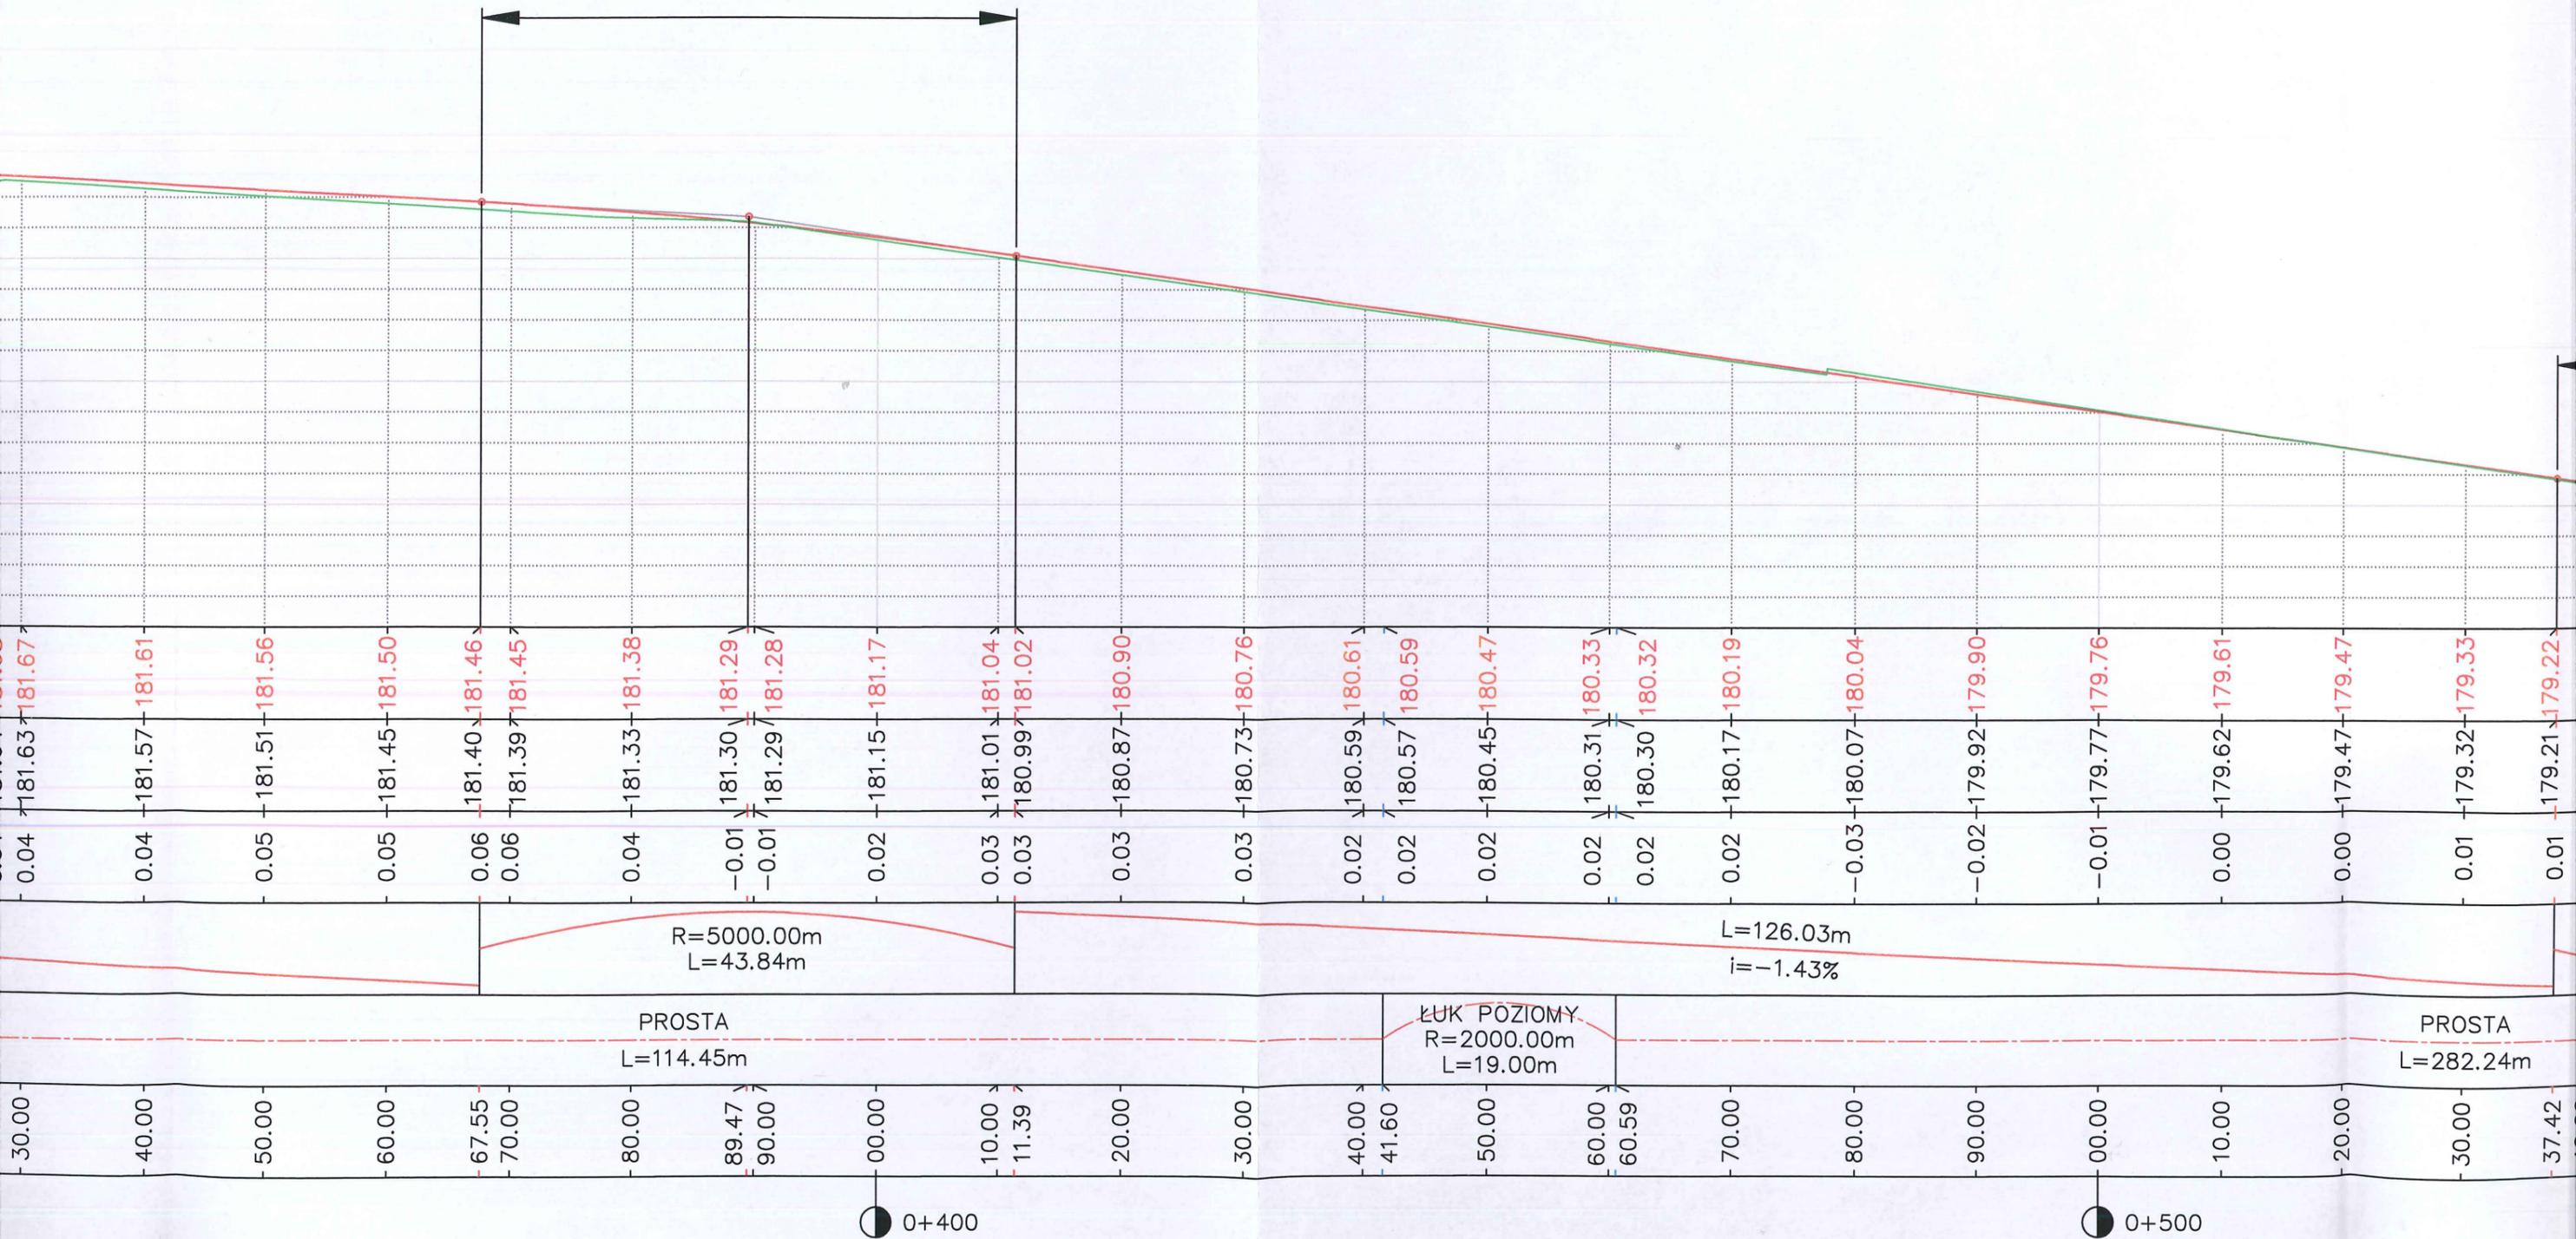 181.67 181.61 181.56 181.50 181.46 181.45 181.38 181.29 181.28 181.17 181.04 181.02 180.90 180.76 180.61 180.59 180.47 180.33 180.32 180.19 180.04 179.90 179.76 179.61 179.47 179.33 179.22
181.63 181.57 181.51 181.45 181.40 181.39 181.33 181.30 181.29 181.15 181.01 180.99 180.87 180.73 180.59 180.57 180.45 180.31 180.30 180.17 180.07 179.92 179.77 179.62 179.47 179.32 179.21
0.04 0.04 0.05 0.05 0.06 0.06 0.04 -0.01 -0.01 0.02 0.03 0.03 0.03 0.03 0.02 0.02 0.02 0.02 0.02 0.02 -0.03 -0.02 -0.01 0.00 0.00 0.01 0.01
R=5000.00m
L=43.84m
L=126.03m
i=-1.43%
PROSTA
L=114.45m
ŁUK POZIOMY
R=2000.00m
L=19.00m
PROSTA
L=282.24m
30.00 40.00 50.00 60.00 67.55 70.00 80.00 89.47 90.00 00.00 10.00 11.39 20.00 30.00 40.00 41.60 50.00 60.00 60.59 70.00 80.00 90.00 00.00 10.00 20.00 30.00 37.42
0+400
0+500